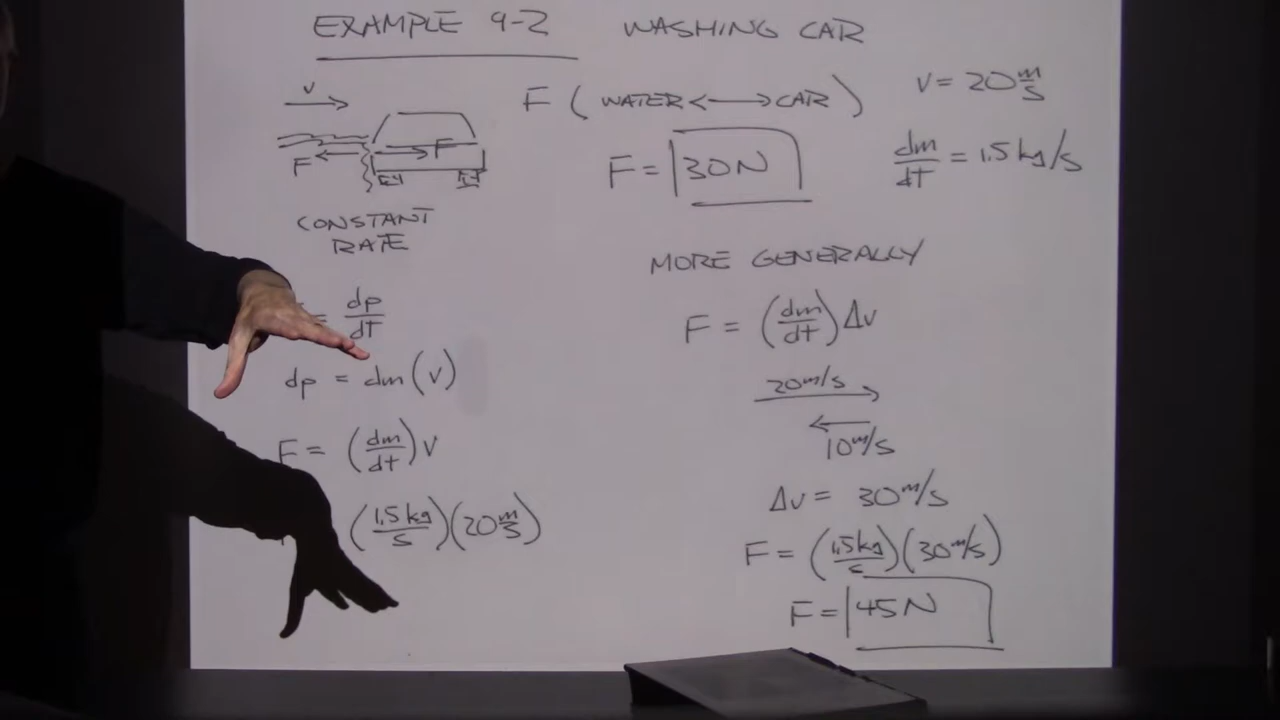 EXAMPLE 9-2 WASHING CAR
v
F
F
F ( WATER ←→ CAR )
v = 20 m/s
F = 30N
dm/dt = 1.5 kg/s
CONSTANT
RATE
= dp/dt
dp = dm (v)
F = (dm/dt) v
(1.5 kg/s)(20 m/s)
MORE GENERALLY
F = (dm/dt) Δv
20 m/s
10 m/s
Δv = 30 m/s
F = (1.5 kg/s)(30 m/s)
F = 45N